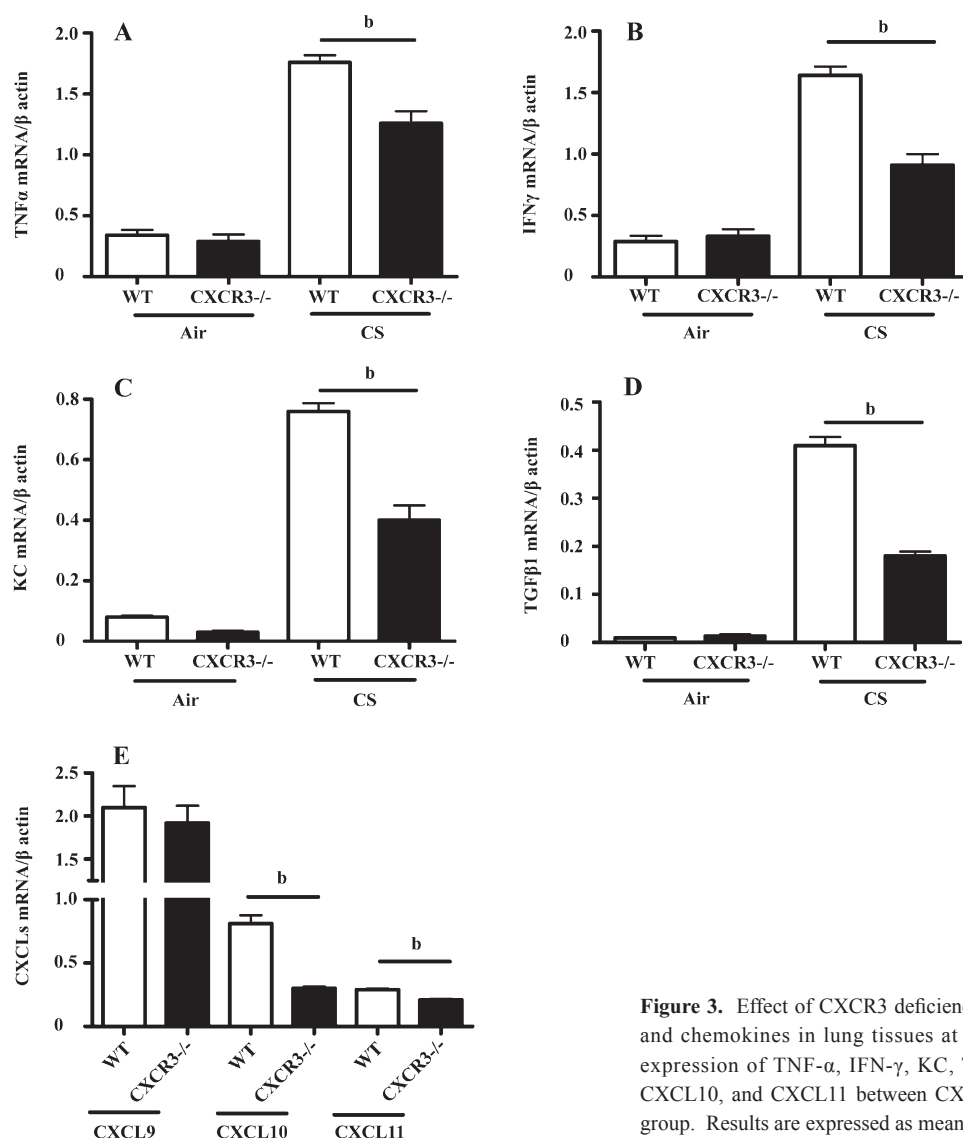 A
b
TNFα mRNA/β actin
2.0
1.5
1.0
0.5
0
WT CXCR3-/- WT CXCR3-/-
Air CS
B
b
IFNγ mRNA/β actin
2.0
1.5
1.0
0.5
0
WT CXCR3-/- WT CXCR3-/-
Air CS
C
b
KC mRNA/β actin
0.8
0.6
0.4
0.2
0
WT CXCR3-/- WT CXCR3-/-
Air CS
D
b
TGFβ1 mRNA/β actin
0.5
0.4
0.3
0.2
0.1
0
WT CXCR3-/- WT CXCR3-/-
Air CS
E
CXCLs mRNA/β actin
2.5
2.0
1.5
1.0
0.5
0
b
b
WT CXCR3-/- WT CXCR3-/- WT CXCR3-/-
CXCL9 CXCL10 CXCL11
Figure 3. Effect of CXCR3 deficien
and chemokines in lung tissues at
expression of TNF-α, IFN-γ, KC,
CXCL10, and CXCL11 between CX
group. Results are expressed as mean